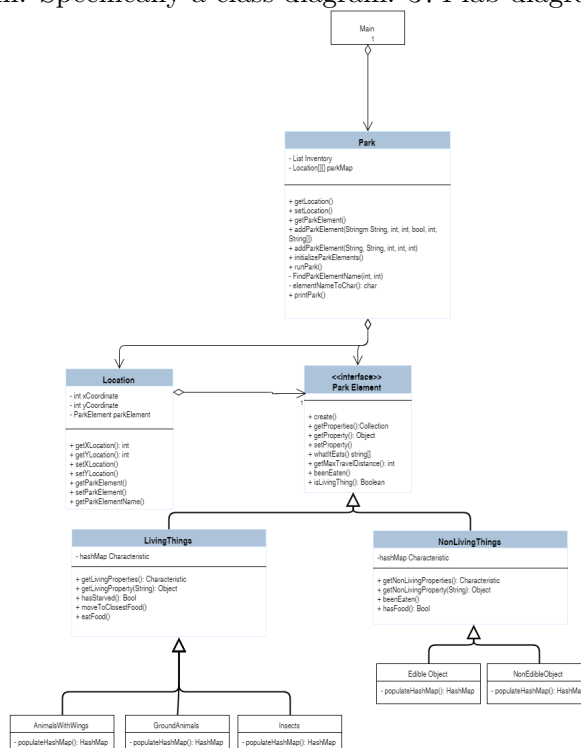 Specifically a class diagram.
Main
1
Park
- List Inventory
- Location[][] parkMap
+ getLocation()
+ setLocation()
+ getParkElement()
+ addParkElement(Stringm String, int, int, bool, int,
String[])
+ addParkElement(String, String, int, int, int)
+ initializeParkElements()
+ runPark()
- FindParkElementName(int, int)
- elementNameToChar(): char
+ printPark()
Location
- int xCoordinate
- int yCoordinate
- ParkElement parkElement
+ getXLocation(): int
+ getYLocation(): int
+ setXLocation()
+ setYLocation()
+ getParkElement()
+ setParkElement()
+ getParkElementName()
1
<<interface>>
Park Element
+ create()
+ getProperties():Collection
+ getProperty(): Object
+ setProperty()
+ whatItEats() string[]
+ getMaxTravelDistance(): int
+ beenEaten()
+ isLivingThing(): Boolean
LivingThings
- hashMap Characteristic
+ getLivingProperties(): Characteristic
+ getLivingProperty(String): Object
+ hasStarved(): Bool
+ moveToClosestFood()
+ eatFood()
NonLivingThings
-hashMap Characteristic
+ getNonLivingProperties(): Characteristic
+ getNonLivingProperty(String): Object
+ beenEaten()
+ hasFood(): Bool
Edible Object
- populateHashMap(): HashMap
NonEdibleObject
- populateHashMap(): HashMa
AnimalsWithWings
- populateHashMap(): HashMap
GroundAnimals
- populateHashMap(): HashMap
Insects
- populateHashMap(): HashMap